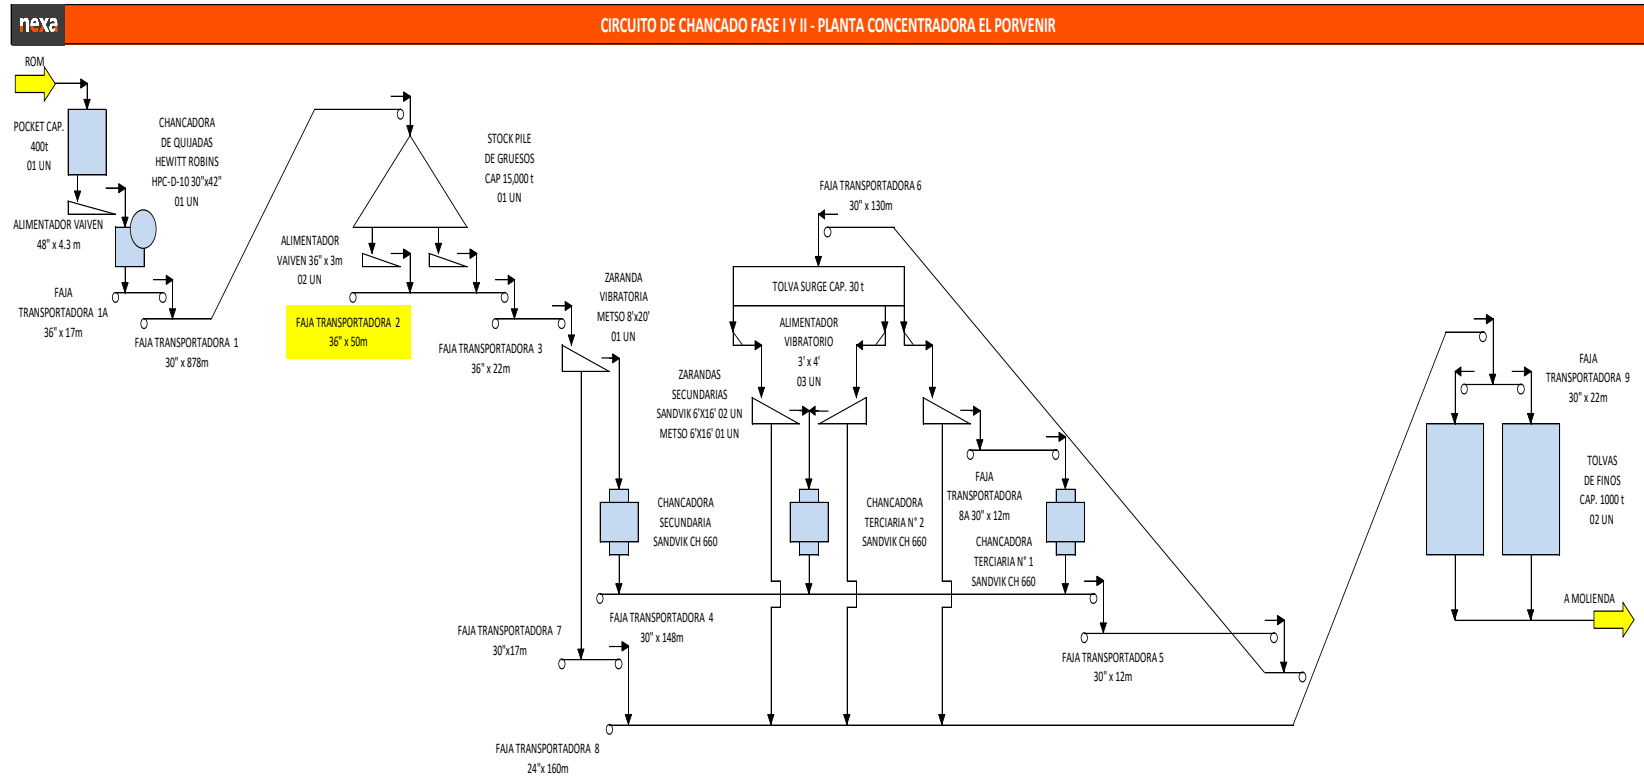 nexa
CIRCUITO DE CHANCADO FASE I Y II - PLANTA CONCENTRADORA EL PORVENIR
ROM
POCKET CAP.
400t
01 UN
CHANCADORA
DE QUIJADAS
HEWITT ROBINS
HPC-D-10 30"x42"
01 UN
ALIMENTADOR VAIVEN
48" x 4.3 m
FAJA
TRANSPORTADORA 1A
36" x 17m
FAJA TRANSPORTADORA 1
30" x 878m
STOCK PILE
DE GRUESOS
CAP 15,000 t
01 UN
ALIMENTADOR
VAIVEN 36" x 3m
02 UN
FAJA TRANSPORTADORA 2
36" x 50m
FAJA TRANSPORTADORA 3
36" x 22m
ZARANDA
VIBRATORIA
METSO 8'x20'
01 UN
FAJA TRANSPORTADORA 6
30" x 130m
TOLVA SURGE CAP. 30 t
ALIMENTADOR
VIBRATORIO
3' x 4'
03 UN
ZARANDAS
SECUNDARIAS
SANDVIK 6'X16' 02 UN
METSO 6'X16' 01 UN
CHANCADORA
SECUNDARIA
SANDVIK CH 660
CHANCADORA
TERCIARIA N° 2
SANDVIK CH 660
FAJA
TRANSPORTADORA
8A 30" x 12m
CHANCADORA
TERCIARIA N° 1
SANDVIK CH 660
FAJA TRANSPORTADORA 4
30" x 148m
FAJA TRANSPORTADORA 7
30"x17m
FAJA TRANSPORTADORA 5
30" x 12m
FAJA TRANSPORTADORA 8
24"x 160m
FAJA
TRANSPORTADORA 9
30" x 22m
TOLVAS
DE FINOS
CAP. 1000 t
02 UN
A MOLIENDA